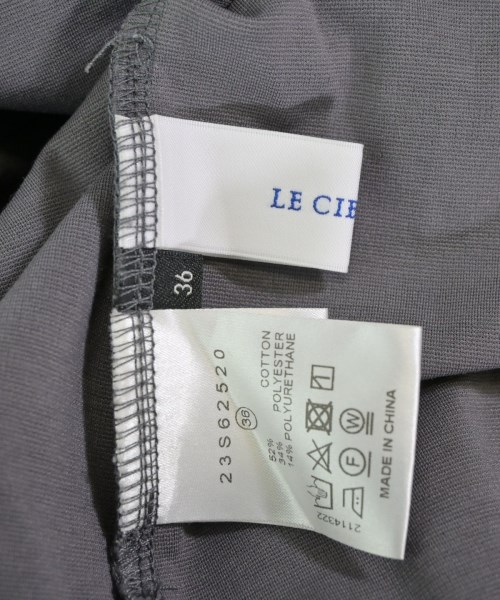 LE CIE
36
23S62520
36
52% COTTON
34% POLYESTER
14% POLYURETHANE
F W
MADE IN CHINA
2114322